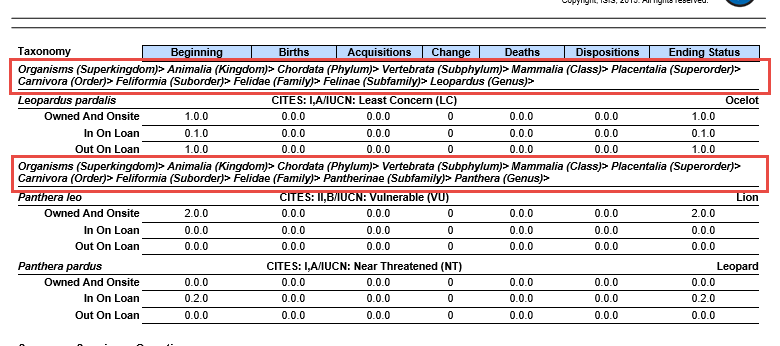 Copyright, ISIS, 2015. All rights reserved.
Taxonomy Beginning Births Acquisitions Change Deaths Dispositions Ending Status
Organisms (Superkingdom)> Animalia (Kingdom)> Chordata (Phylum)> Vertebrata (Subphylum)> Mammalia (Class)> Placentalia (Superorder)>
Carnivora (Order)> Feliformia (Suborder)> Felidae (Family)> Felinae (Subfamily)> Leopardus (Genus)>
Leopardus pardalis CITES: I,A/IUCN: Least Concern (LC) Ocelot
Owned And Onsite 1.0.0 0.0.0 0.0.0 0 0.0.0 0.0.0 1.0.0
In On Loan 0.1.0 0.0.0 0.0.0 0 0.0.0 0.0.0 0.1.0
Out On Loan 1.0.0 0.0.0 0.0.0 0 0.0.0 0.0.0 1.0.0
Organisms (Superkingdom)> Animalia (Kingdom)> Chordata (Phylum)> Vertebrata (Subphylum)> Mammalia (Class)> Placentalia (Superorder)>
Carnivora (Order)> Feliformia (Suborder)> Felidae (Family)> Pantherinae (Subfamily)> Panthera (Genus)>
Panthera leo CITES: II,B/IUCN: Vulnerable (VU) Lion
Owned And Onsite 2.0.0 0.0.0 0.0.0 0 0.0.0 0.0.0 2.0.0
In On Loan 0.0.0 0.0.0 0.0.0 0 0.0.0 0.0.0 0.0.0
Out On Loan 0.0.0 0.0.0 0.0.0 0 0.0.0 0.0.0 0.0.0
Panthera pardus CITES: I,A/IUCN: Near Threatened (NT) Leopard
Owned And Onsite 0.0.0 0.0.0 0.0.0 0 0.0.0 0.0.0 0.0.0
In On Loan 0.2.0 0.0.0 0.0.0 0 0.0.0 0.0.0 0.2.0
Out On Loan 0.0.0 0.0.0 0.0.0 0 0.0.0 0.0.0 0.0.0